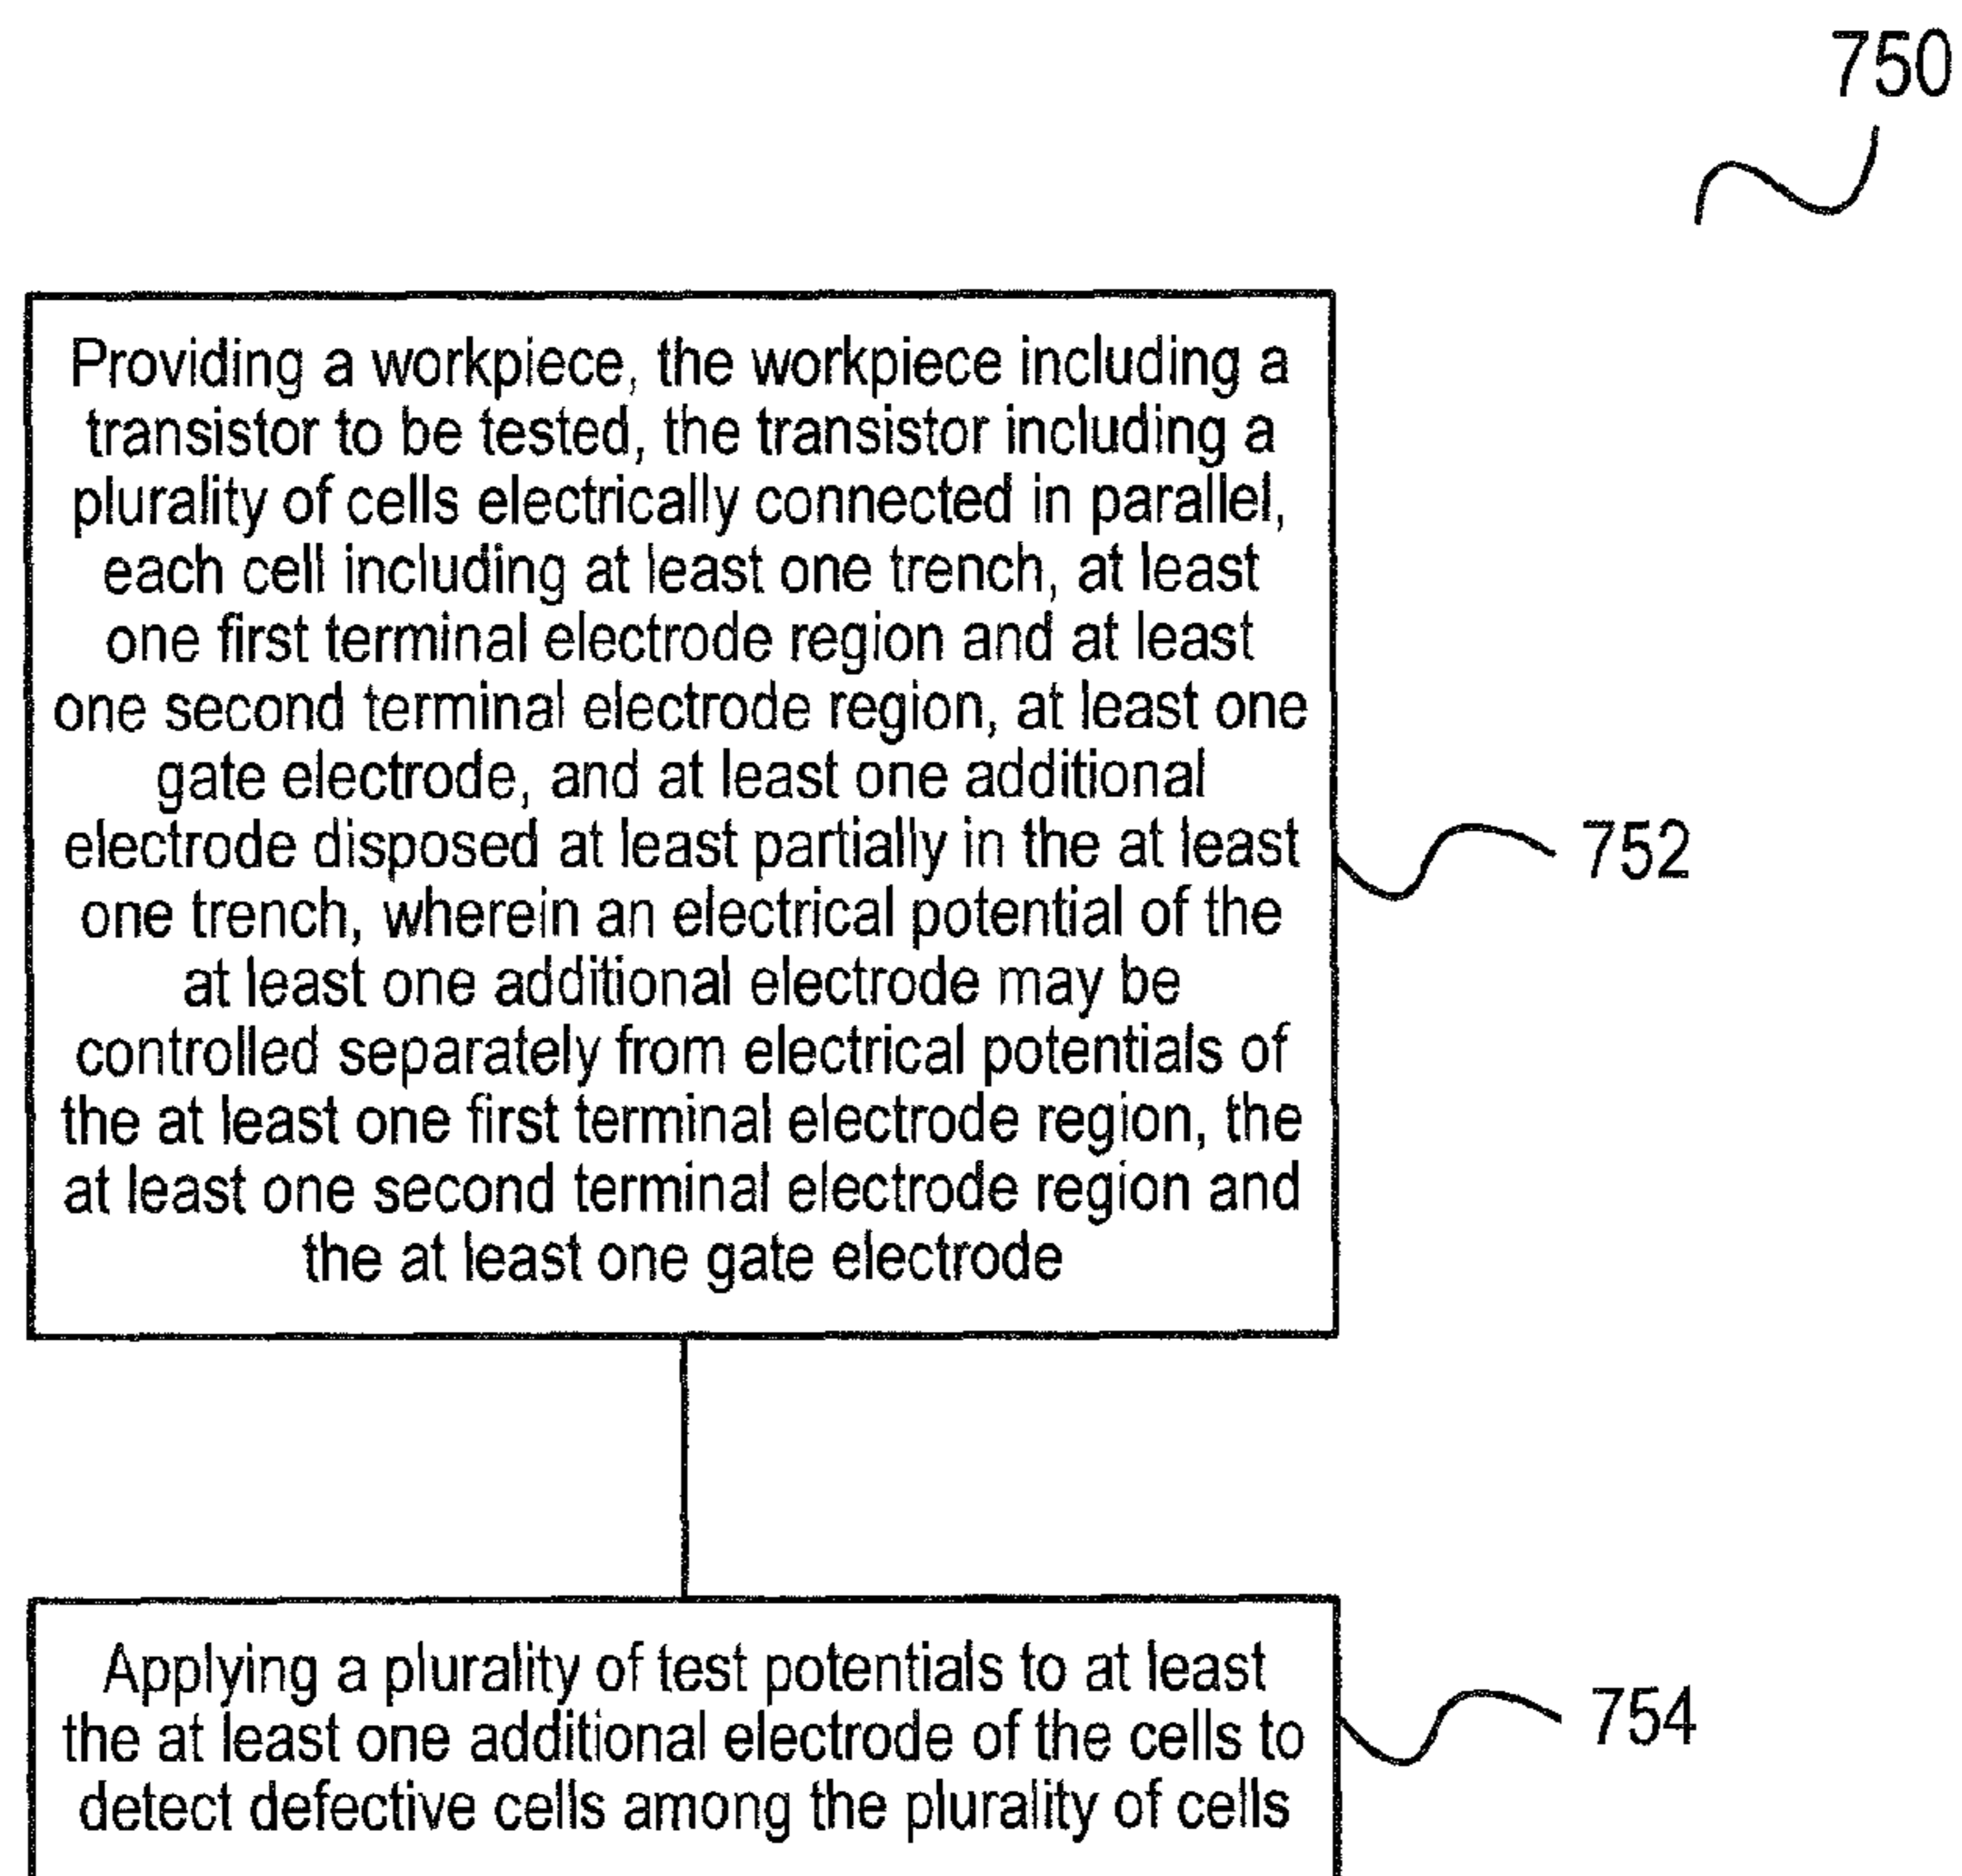 750
Providing a workpiece, the workpiece including a
transistor to be tested, the transistor including a
plurality of cells electrically connected in parallel,
each cell including at least one trench, at least
one first terminal electrode region and at least
one second terminal electrode region, at least one
gate electrode, and at least one additional
electrode disposed at least partially in the at least
one trench, wherein an electrical potential of the
at least one additional electrode may be
controlled separately from electrical potentials of
the at least one first terminal electrode region, the
at least one second terminal electrode region and
the at least one gate electrode
752
Applying a plurality of test potentials to at least
the at least one additional electrode of the cells to
detect defective cells among the plurality of cells
754